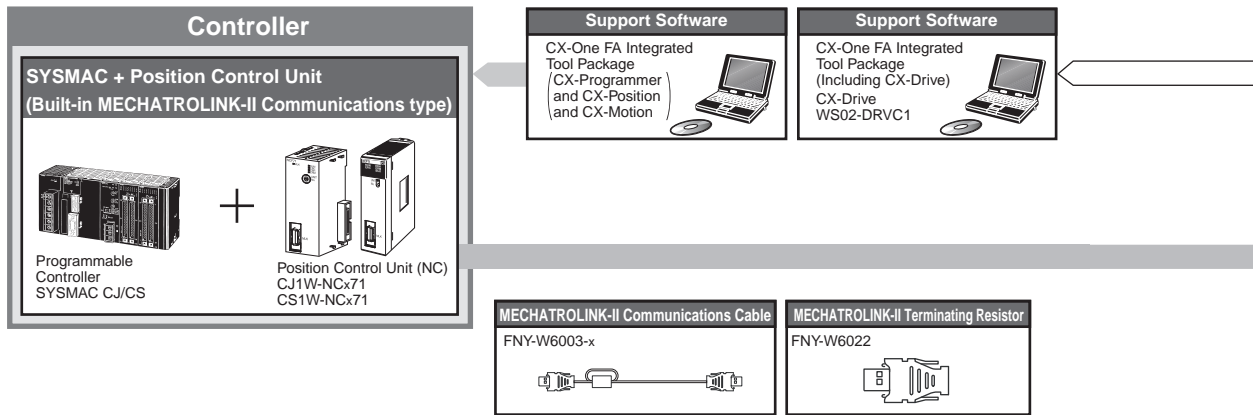 Controller
SYSMAC + Position Control Unit
(Built-in MECHATROLINK-II Communications type)
Programmable
Controller
SYSMAC CJ/CS
+
Position Control Unit (NC)
CJ1W-NCx71
CS1W-NCx71
Support Software
CX-One FA Integrated
Tool Package
(CX-Programmer
and CX-Position
and CX-Motion)
Support Software
CX-One FA Integrated
Tool Package
(Including CX-Drive)
CX-Drive
WS02-DRVC1
MECHATROLINK-II Communications Cable
FNY-W6003-x
MECHATROLINK-II Terminating Resistor
FNY-W6022